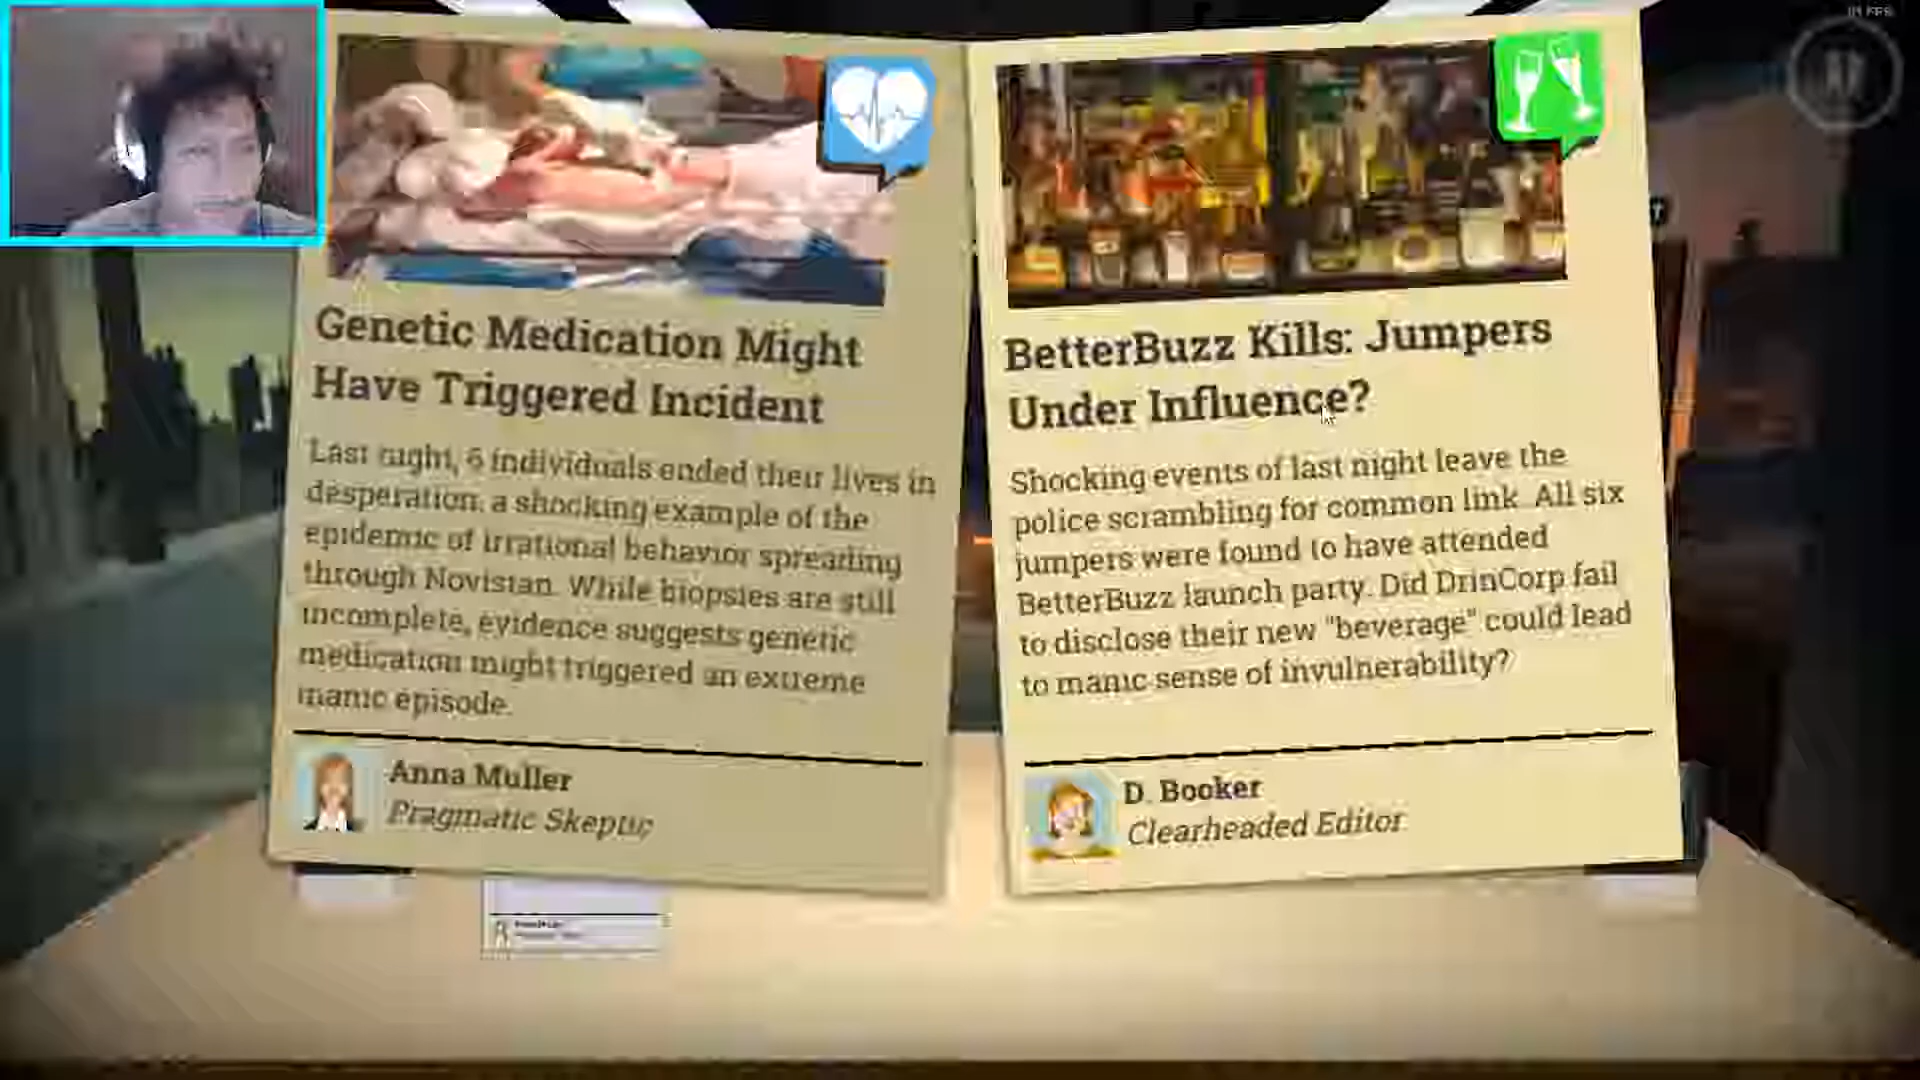 Genetic Medication Might
Have Triggered Incident
Last night, 6 individuals ended their lives in
desperation, a shocking example of the
epidemic of irrational behavior spreading
through Novistan. While biopsies are still
incomplete, evidence suggests genetic
medication might triggered an extreme
manic episode.
Anna Muller
Pragmatic Skeptic
BetterBuzz Kills: Jumpers
Under Influence?
Shocking events of last night leave the
police scrambling for common link. All six
jumpers were found to have attended
BetterBuzz launch party. Did DrinCorp fail
to disclose their new "beverage" could lead
to manic sense of invulnerability?
D. Booker
Clearheaded Editor